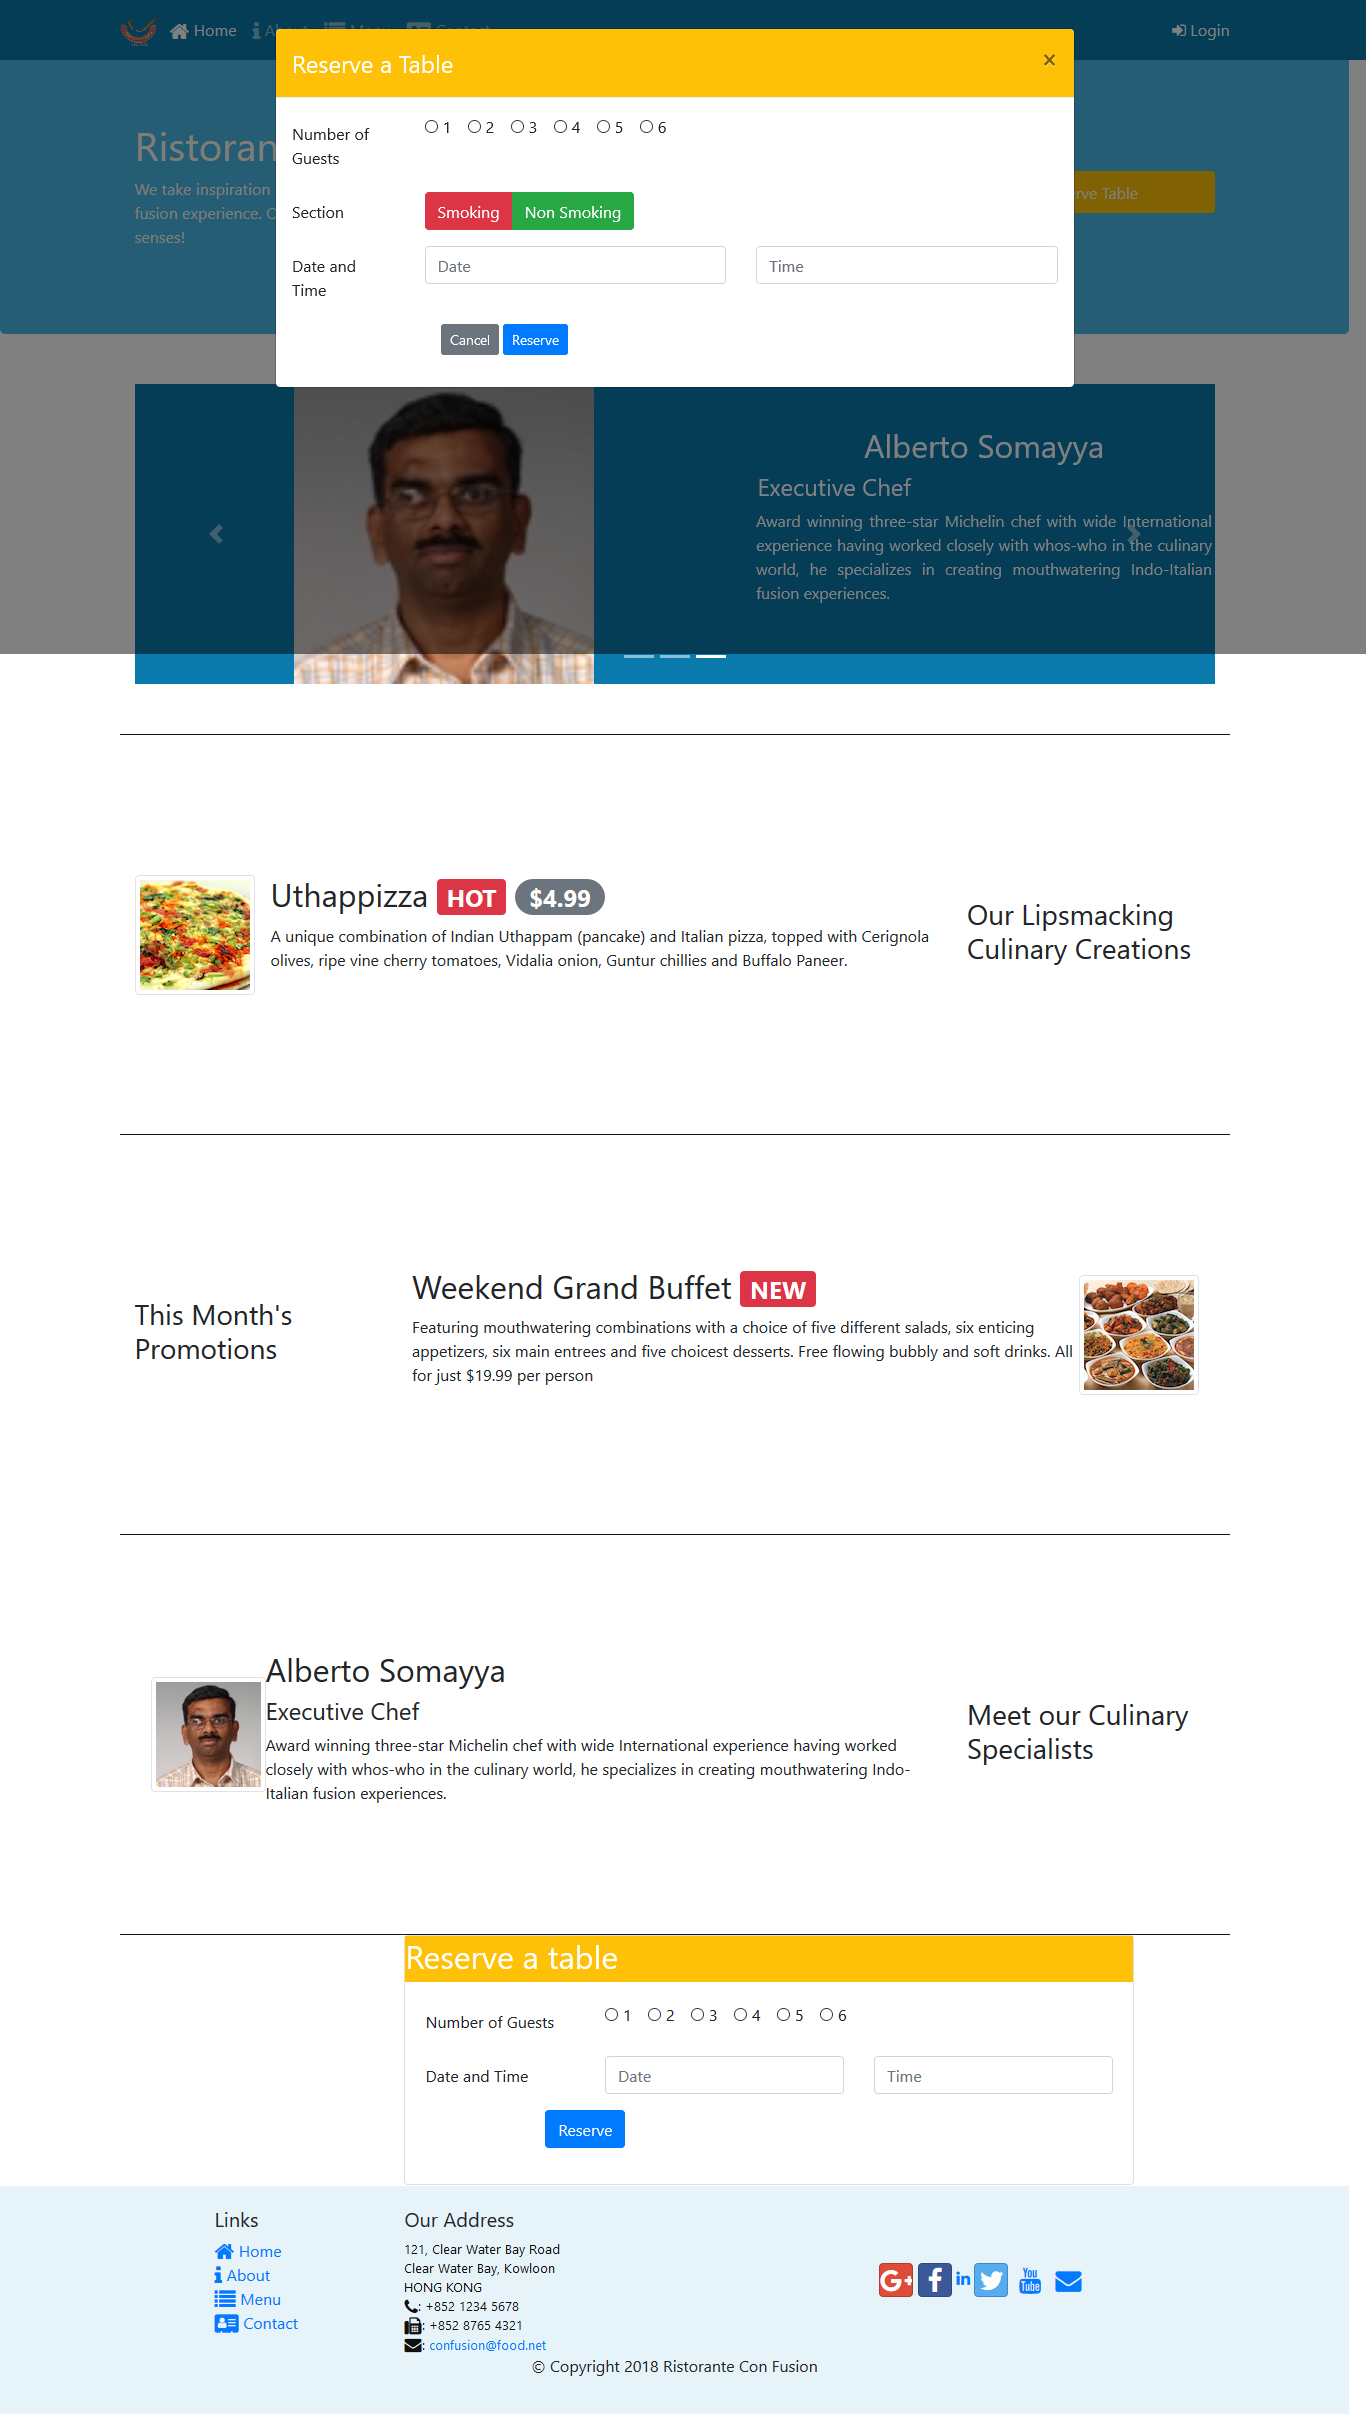 Home
Login
Reserve a Table
×
Number of
Guests
1 2 3 4 5 6
Section
Smoking
Non Smoking
Date and
Time
Date
Time
Cancel
Reserve
Ristoran
We take inspiration
fusion experience.
senses!
rve Table
Alberto Somayya
Executive Chef
Award winning three-star Michelin chef with wide International
experience having worked closely with whos-who in the culinary
world, he specializes in creating mouthwatering Indo-Italian
fusion experiences.
Uthappizza HOT $4.99
A unique combination of Indian Uthappam (pancake) and Italian pizza, topped with Cerignola
olives, ripe vine cherry tomatoes, Vidalia onion, Guntur chillies and Buffalo Paneer.
Our Lipsmacking
Culinary Creations
This Month's
Promotions
Weekend Grand Buffet NEW
Featuring mouthwatering combinations with a choice of five different salads, six enticing
appetizers, six main entrees and five choicest desserts. Free flowing bubbly and soft drinks. All
for just $19.99 per person
Alberto Somayya
Executive Chef
Award winning three-star Michelin chef with wide International experience having worked
closely with whos-who in the culinary world, he specializes in creating mouthwatering Indo-
Italian fusion experiences.
Meet our Culinary
Specialists
Reserve a table
Number of Guests
1 2 3 4 5 6
Date and Time
Date
Time
Reserve
Links
Home
About
Menu
Contact
Our Address
121, Clear Water Bay Road
Clear Water Bay, Kowloon
HONG KONG
: +852 1234 5678
: +852 8765 4321
: confusion@food.net
G+ f in You Tube
© Copyright 2018 Ristorante Con Fusion